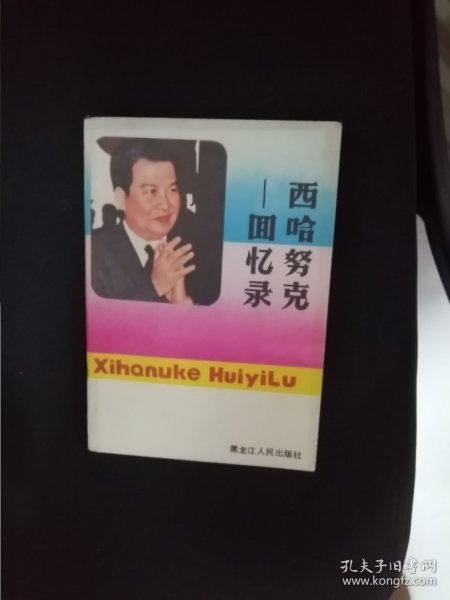 西哈努克
—回忆录
Xihanuke HuiyiLu
黑龙江人民出版社
孔夫子旧书网
www.kongfz.com